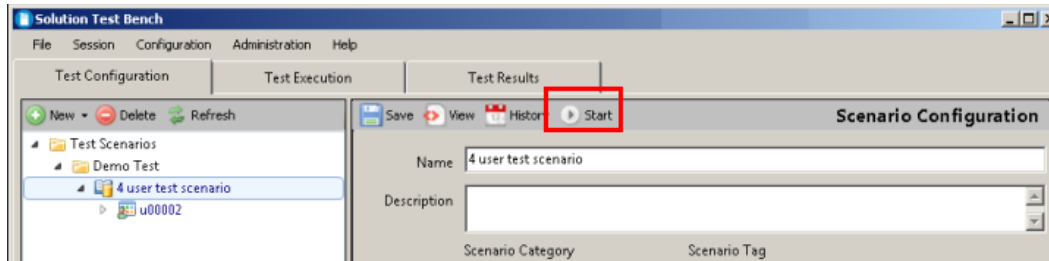 Solution Test Bench
File Session Configuration Administration Help
Test Configuration Test Execution Test Results
New Delete Refresh
Save View History Start Scenario Configuration
Test Scenarios
Demo Test
4 user test scenario
u00002
Name 4 user test scenario
Description
Scenario Category Scenario Tag